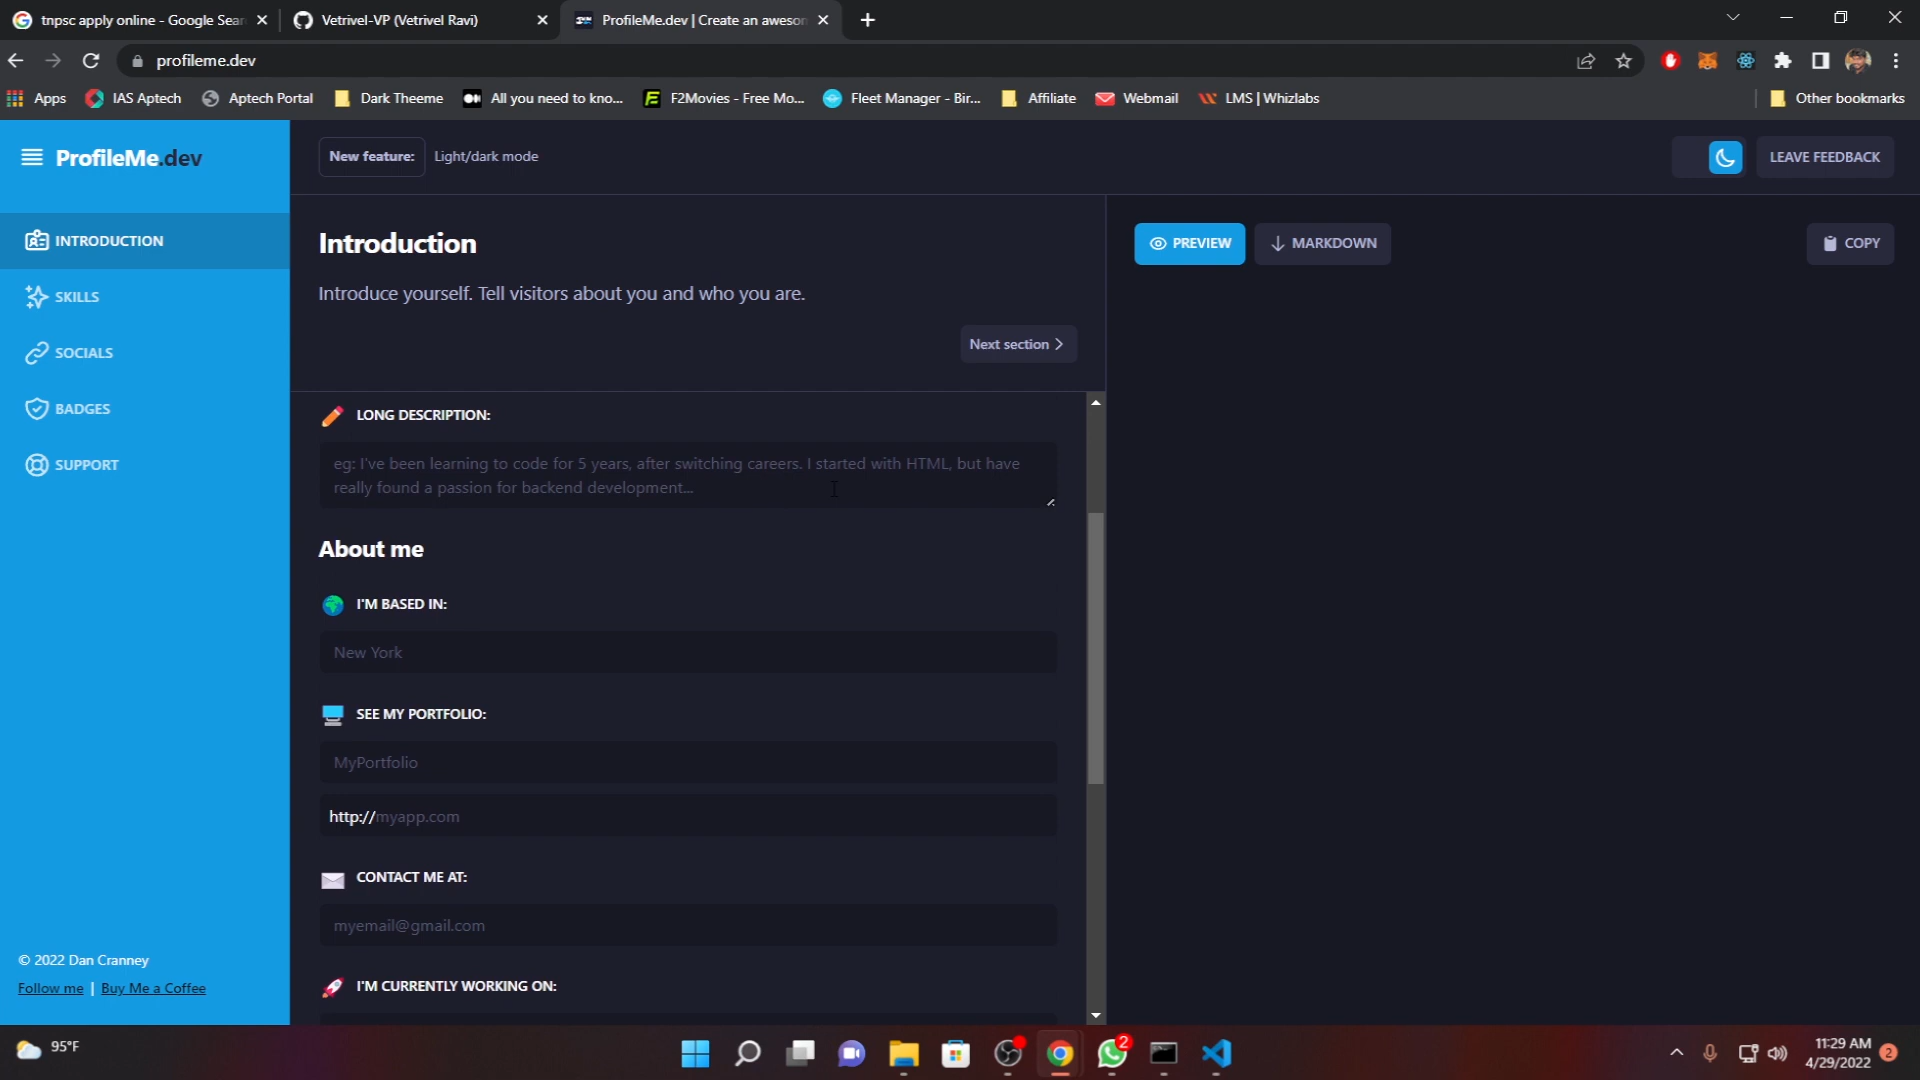 tnpsc apply online - Google Sear
Vetrivel-VP (Vetrivel Ravi)
ProfileMe.dev | Create an aweson
profileme.dev
Apps
IAS Aptech
Aptech Portal
Dark Theeme
All you need to kno...
F2Movies - Free Mo...
Fleet Manager - Bir...
Affiliate
Webmail
LMS | Whizlabs
Other bookmarks
ProfileMe.dev
New feature:
Light/dark mode
LEAVE FEEDBACK
INTRODUCTION
SKILLS
SOCIALS
BADGES
SUPPORT
Introduction
Introduce yourself. Tell visitors about you and who you are.
Next section
PREVIEW
MARKDOWN
COPY
LONG DESCRIPTION:
eg: I've been learning to code for 5 years, after switching careers. I started with HTML, but have
really found a passion for backend development...
About me
I'M BASED IN:
New York
SEE MY PORTFOLIO:
MyPortfolio
http://myapp.com
CONTACT ME AT:
myemail@gmail.com
I'M CURRENTLY WORKING ON:
© 2022 Dan Cranney
Follow me | Buy Me a Coffee
95°F
2
11:29 AM
4/29/2022
2